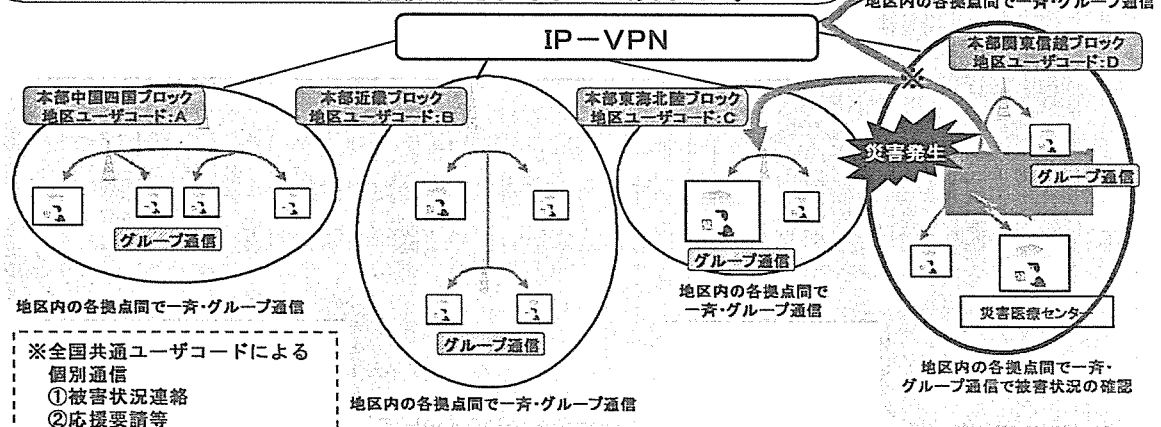 地区内の各拠点間で一斉・グループ通信
IP－VPN
本部中国四国ブロック
地区ユーザコード:A
本部近畿ブロック
地区ユーザコード:B
本部東海北陸ブロック
地区ユーザコード:C
本部関東信越ブロック
地区ユーザコード:D
※
災害発生
グループ通信
グループ通信
グループ通信
グループ通信
災害医療センター
地区内の各拠点間で一斉・グループ通信
地区内の各拠点間で
一斉・グループ通信
地区内の各拠点間で一斉・
グループ通信で被害状況の確認
地区内の各拠点間で一斉・グループ通信
※全国共通ユーザコードによる
個別通信
①被害状況連絡
②応援要請等